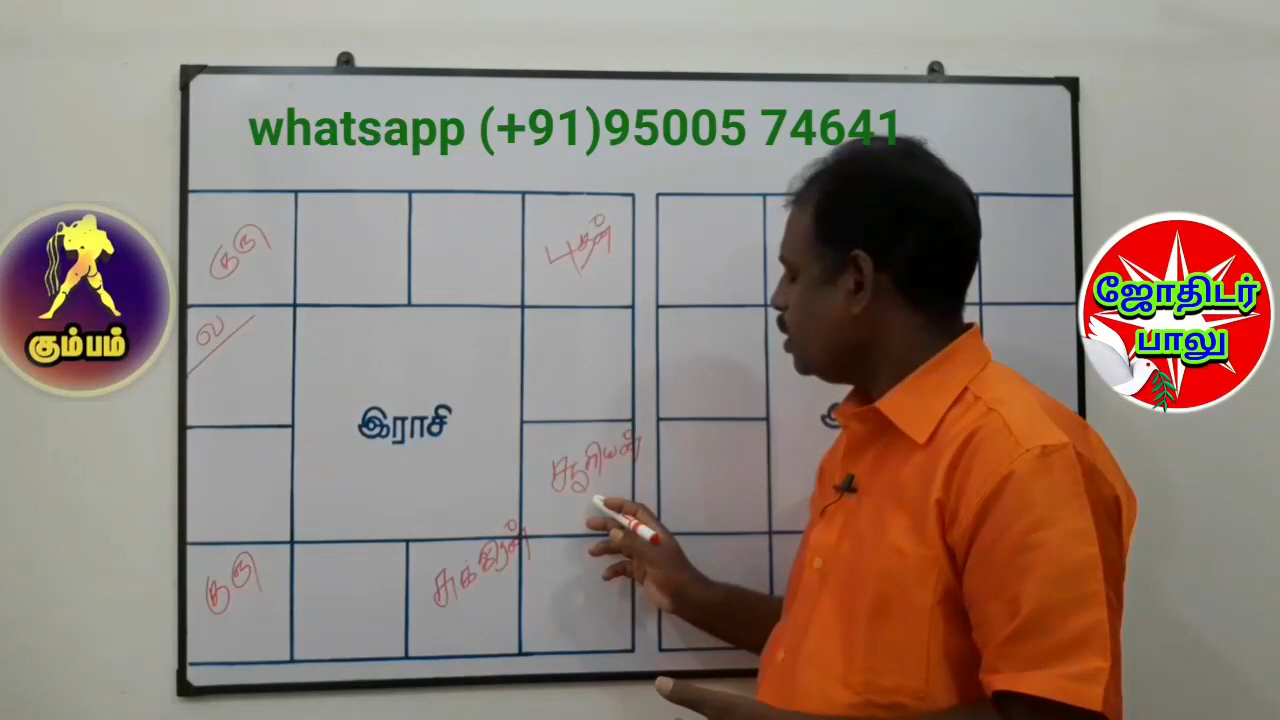 whatsapp (+91)95005 74641
குரு
புதன்
ல
கும்பம்
ஜோதிடர்
பாலு
இராசி
சூரியன்
சுக்கிரன்
குரு